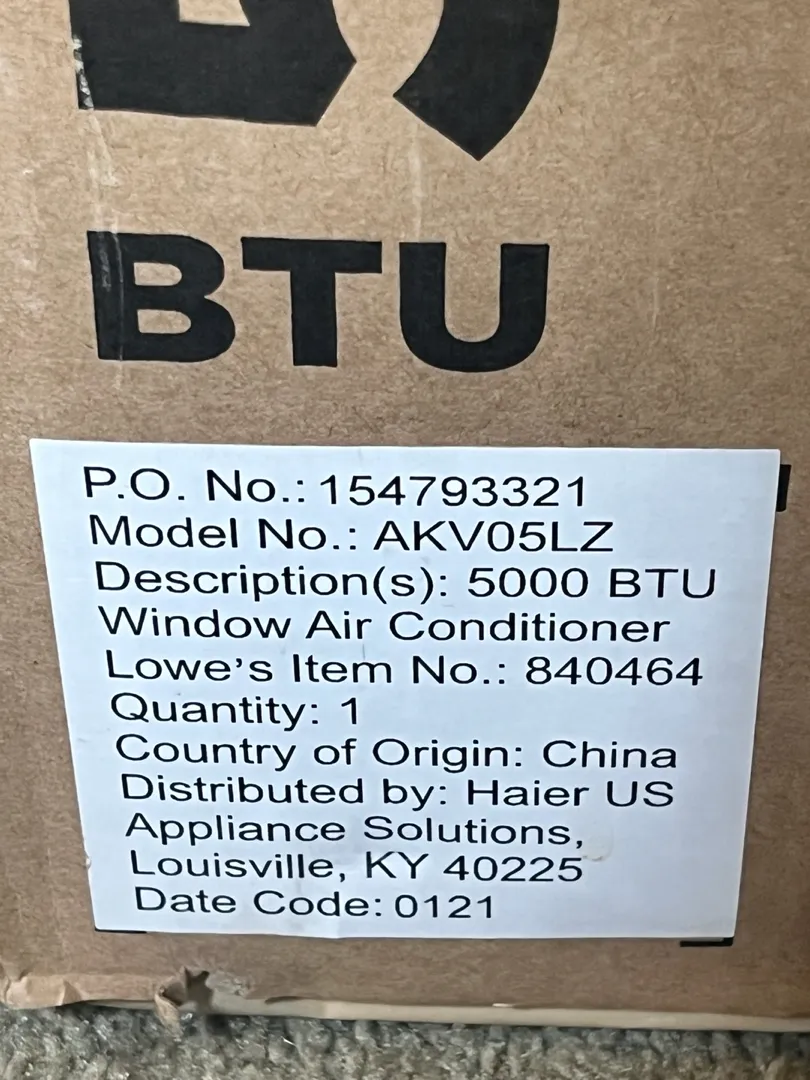 BTU
P.O. No.: 154793321
Model No.: AKV05LZ
Description(s): 5000 BTU
Window Air Conditioner
Lowe's Item No.: 840464
Quantity: 1
Country of Origin: China
Distributed by: Haier US
Appliance Solutions,
Louisville, KY 40225
Date Code: 0121